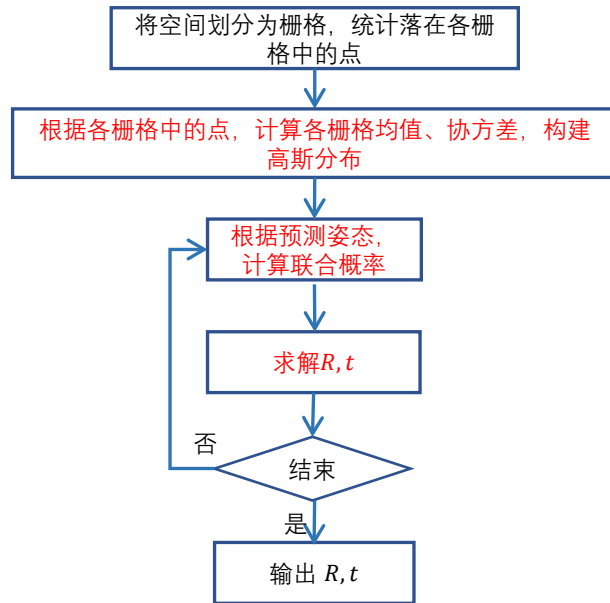 将空间划分为栅格，统计落在各栅
格中的点
根据各栅格中的点，计算各栅格均值、协方差，构建
高斯分布
根据预测姿态，
计算联合概率
求解R, t
否
结束
是
输出 R, t